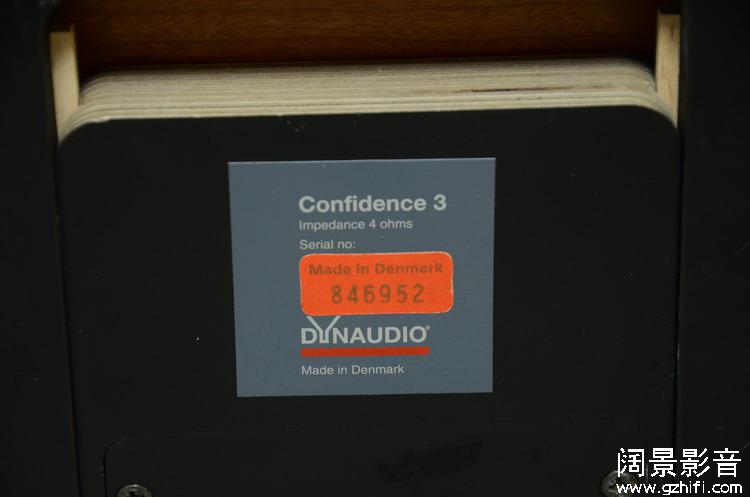 Confidence 3
Impedance 4 ohms
Serial no:
Made in Denmark
846952
DYNAUDIO®
Made in Denmark
阔景影音
www.gzhifi.com